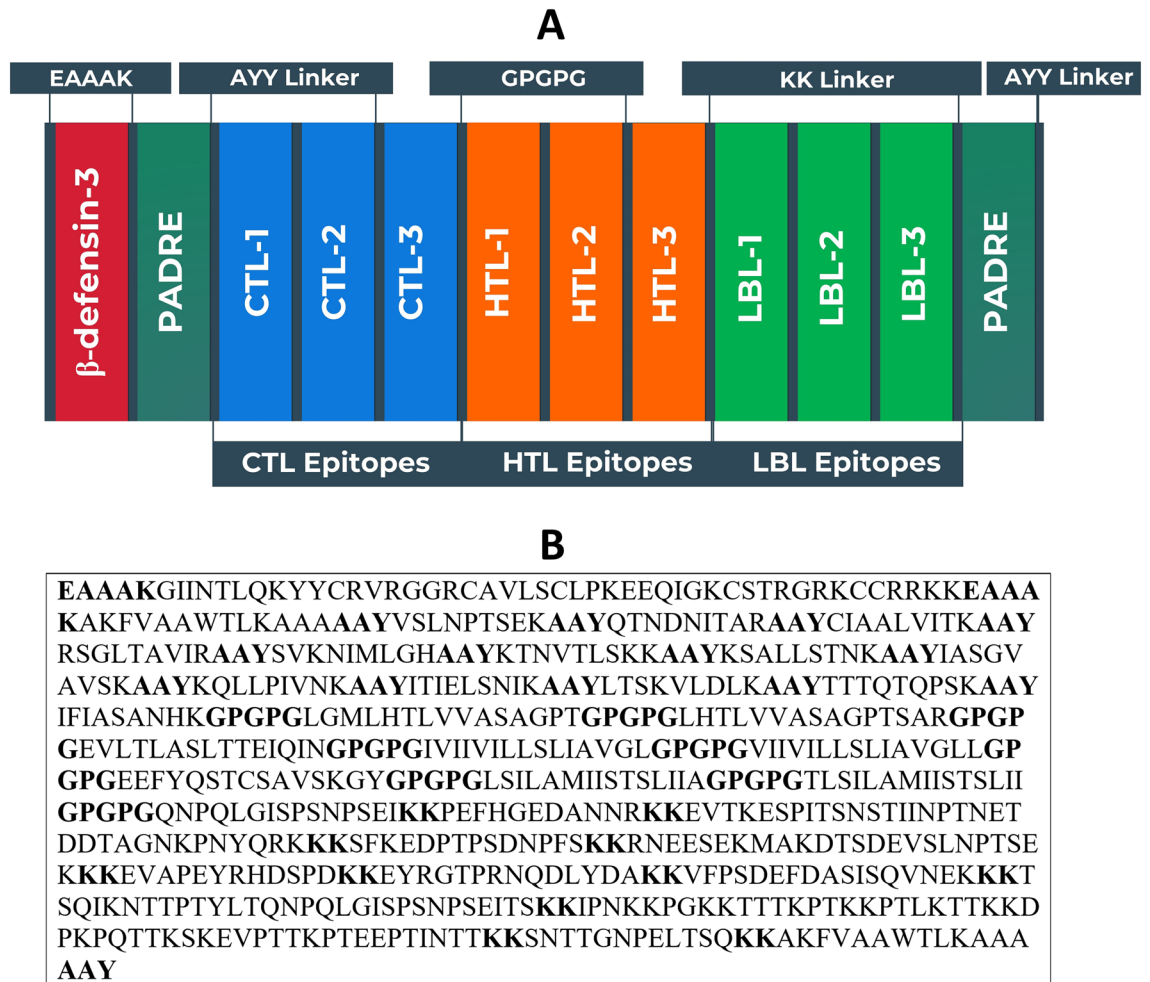 A
EAAAK AYY Linker GPGPG KK Linker AYY Linker
β-defensin-3 PADRE CTL-1 CTL-2 CTL-3 HTL-1 HTL-2 HTL-3 LBL-1 LBL-2 LBL-3 PADRE
CTL Epitopes HTL Epitopes LBL Epitopes
B
EAAAKGIINTLQKYYCRVRGGRCAVLSCLPKEEQIGKCSTRGRKCCRRKKEAAA
KAKFVAAWTLKAAAAAYVSLNPTSEKAAYQTNDNITARAAYCIAALVITKAAY
RSGLTAVIRAAYSVKNIMLGHAAYKTNVTLSKKAAYKSALLSTNKAAYIASGV
AVSKAAYKQLLPIVNKAAYITIELSNIKAAYLTSKVLDLKAAYTTTQTQPSKAAY
IFIASANHKGPGPGLGMLHTLVVASAGPTGPGPGLHTLVVASAGPTSARGPGP
GEVLTLASLTTEIQINGPGPGIVIIVILLSLIAVGLGPGPGVIIVILLSLIAVGLLGP
GPGEEFYQSTCSAVSKGYGPGPGLSILAMIISTSLIIAGPGPGTLSILAMIISTSLII
GPGPGQNPQLGISPSNPSEIKKPEFHGEDANNRKKEVTKESPITSNSTIINPTNET
DDTAGNKPNYQRKKKSFKEDPTPSDNPFSKKRNEESEKMAKDTSDEVSLNPTSE
KKKEVAPEYRHDSPDKKEYRGTPRNQDLYDAKKVFPSDEFDASISQVNEKKKT
SQIKNTTPTYLTQNPQLGISPSNPSEITSKKIPNKKPGKKTTTKPTKKPTLKTTKKD
PKPQTTKSKEVPTTKPTEEPTINTTKKSNTTGNPELTSQKKAKFVAAWTLKAAA
AAY